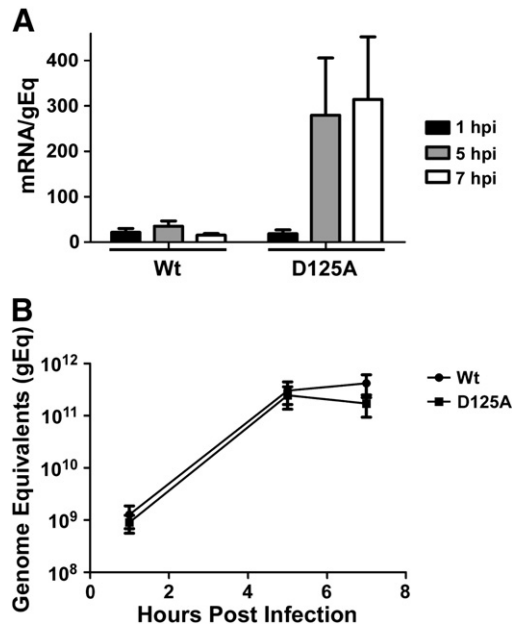 A
mRNA/gEq
400
300
200
100
0
Wt
D125A
1 hpi
5 hpi
7 hpi
B
Genome Equivalents (gEq)
10¹²
10¹¹
10¹⁰
10⁹
10⁸
0 2 4 6 8
Hours Post Infection
Wt
D125A